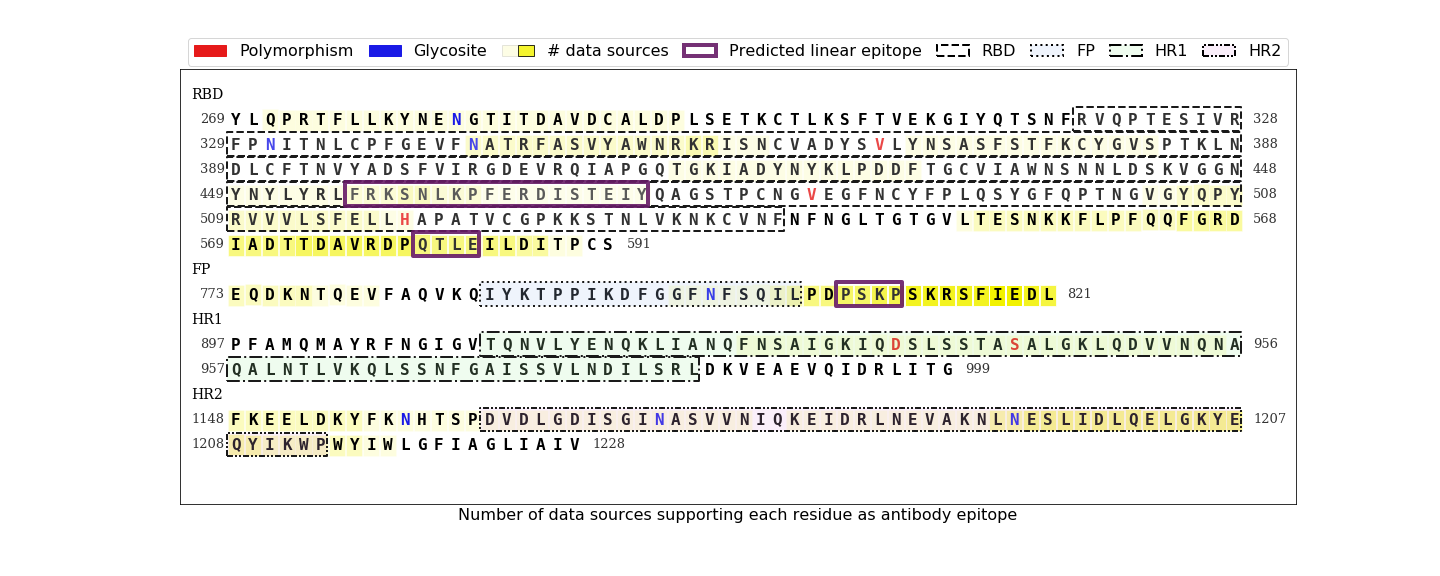 Polymorphism Glycosite # data sources Predicted linear epitope RBD FP HR1 HR2
RBD
269 YLQPRTFLLKYNENGTITDAVDCALDPLSETKCTLKSFTVEKGIYQTSNFRVQPTESIVR 328
329 FPNITNLCPFGEVFNATRFASVYAWNRKRISNCVADYSVLYNSASFSTFKCYGVSPTKLN 388
389 DLCFTNVYADSFVIRGDEVRQIAPGQTGKIADYNYKLPDDFTGCVIAWNSNNLDSKVGGN 448
449 YNYLYRLFRKSNLKPFERDISTEIYQAGSTPCNGVEGFNCYFPLQSYGFQPTNGVGYQPY 508
509 RVVVLSFELLHAPATVCGPKKSTNLVKNKCVNFNFNGLTGTGVLTESNKKFLPFQQFGRD 568
569 IADTTDAVRDPQTLEILDITPCS 591
FP
773 EQDKNTQEVFAQVKQIYKTPPIKDFGGFNFSQILPDPSKPSKRSFIEDL 821
HR1
897 PFAMQMAYRFNGIGVTQNVLYENQKLIANQFNSAIGKIQDSLSSTASALGKLQDVVNQNA 956
957 QALNTLVKQLSSNFGAISSVLNDILSRLDKVEAEVQIDRLITG 999
HR2
1148 FKEELDKYFKNHTSPDVDLGDISGINASVVNIQKEIDRLNEVAKNLNESLIDLQELGKYE 1207
1208 QYIKWPWYIWLGFIAGLIAIV 1228
Number of data sources supporting each residue as antibody epitope